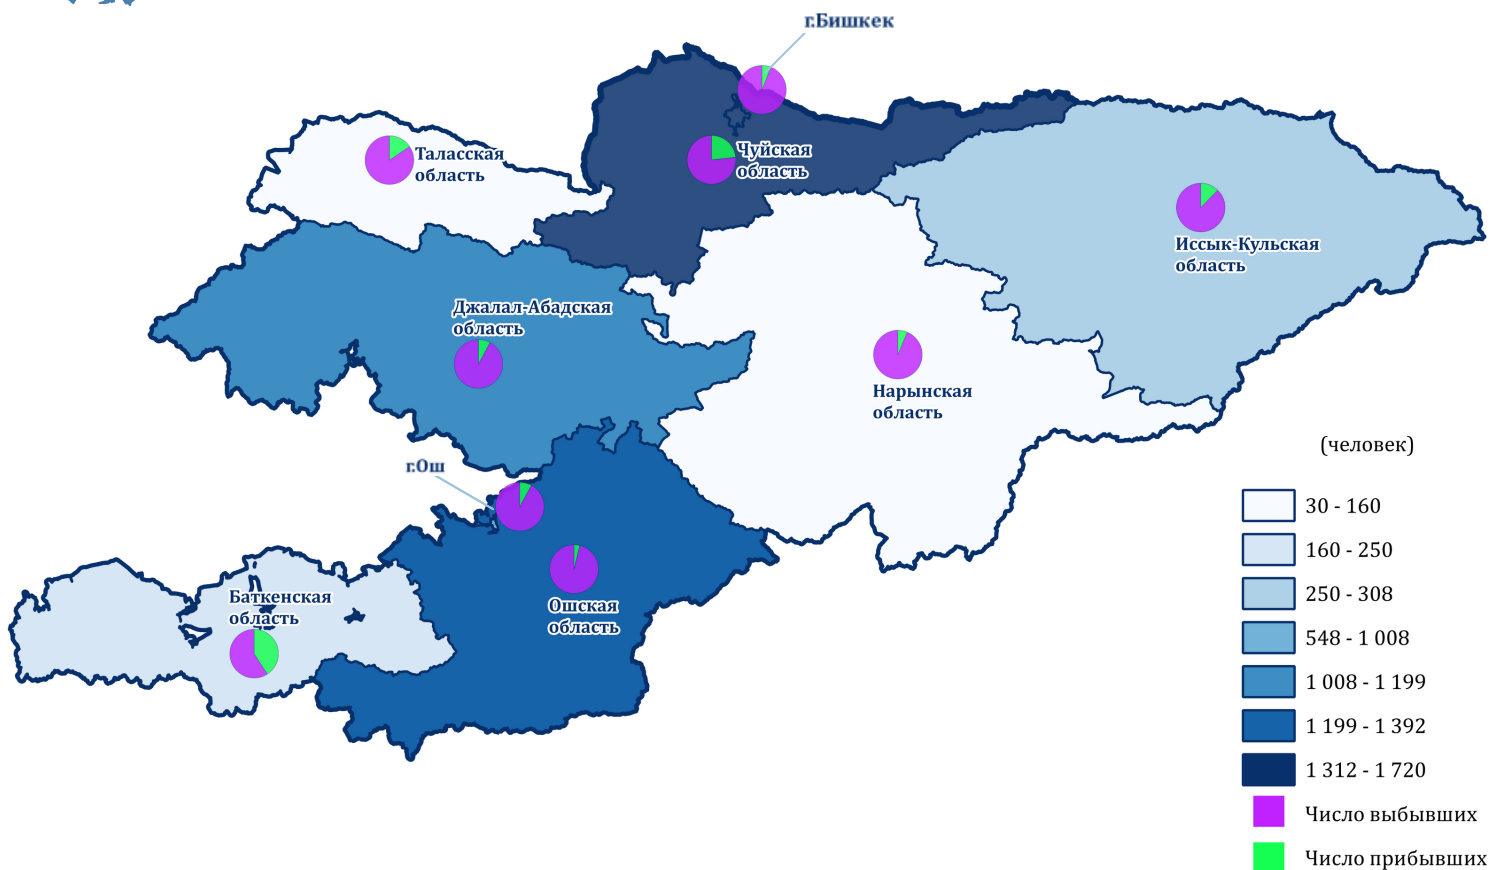 г.Бишкек
Таласская
область
Чуйская
область
Иссык-Кульская
область
Джалал-Абадская
область
Нарынская
область
г.Ош
Баткенская
область
Ошская
область
(человек)
30 - 160
160 - 250
250 - 308
548 - 1 008
1 008 - 1 199
1 199 - 1 392
1 312 - 1 720
Число выбывших
Число прибывших